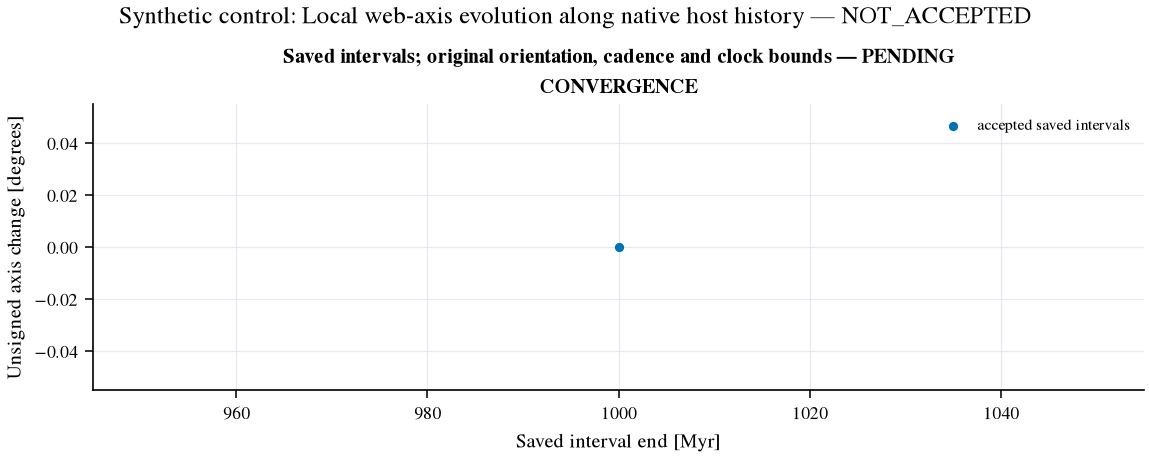 Synthetic control: Local web-axis evolution along native host history — NOT_ACCEPTED
Saved intervals; original orientation, cadence and clock bounds — PENDING
CONVERGENCE
accepted saved intervals
Unsigned axis change [degrees]
0.04
0.02
0.00
−0.02
−0.04
960
980
1000
1020
1040
Saved interval end [Myr]